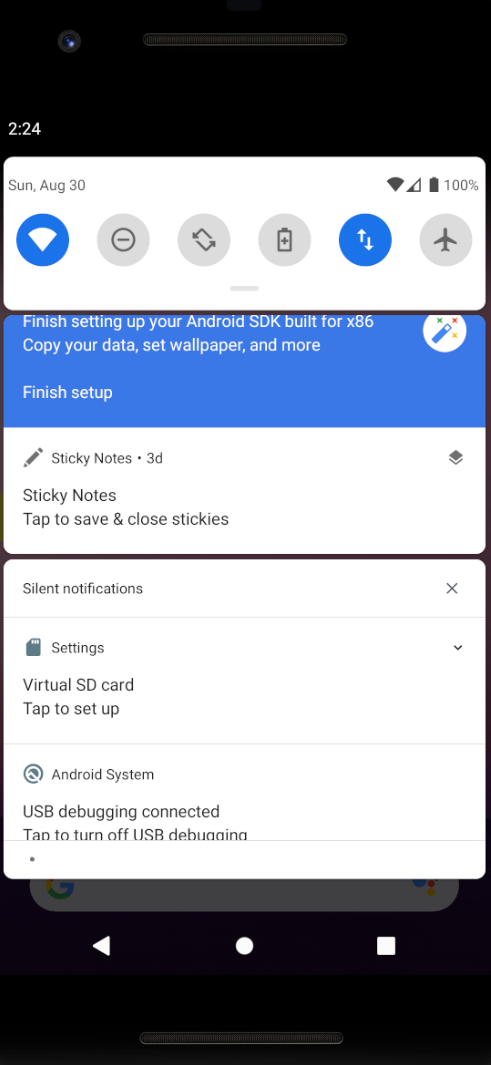 2:24
Sun, Aug 30
100%
Finish setting up your Android SDK built for x86
Copy your data, set wallpaper, and more
Finish setup
Sticky Notes • 3d
Sticky Notes
Tap to save & close stickies
Silent notifications
Settings
Virtual SD card
Tap to set up
Android System
USB debugging connected
Tap to turn off USB debugging